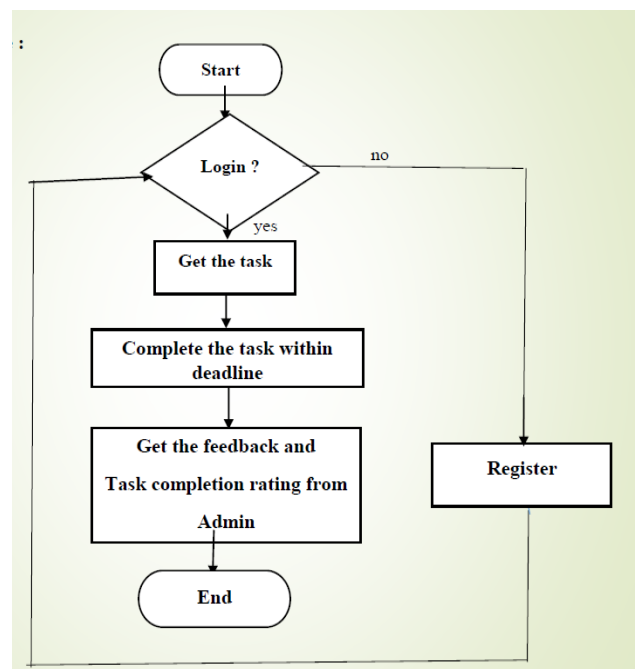 :
Start
Login ?
no
yes
Get the task
Complete the task within
deadline
Get the feedback and
Task completion rating from
Admin
Register
End